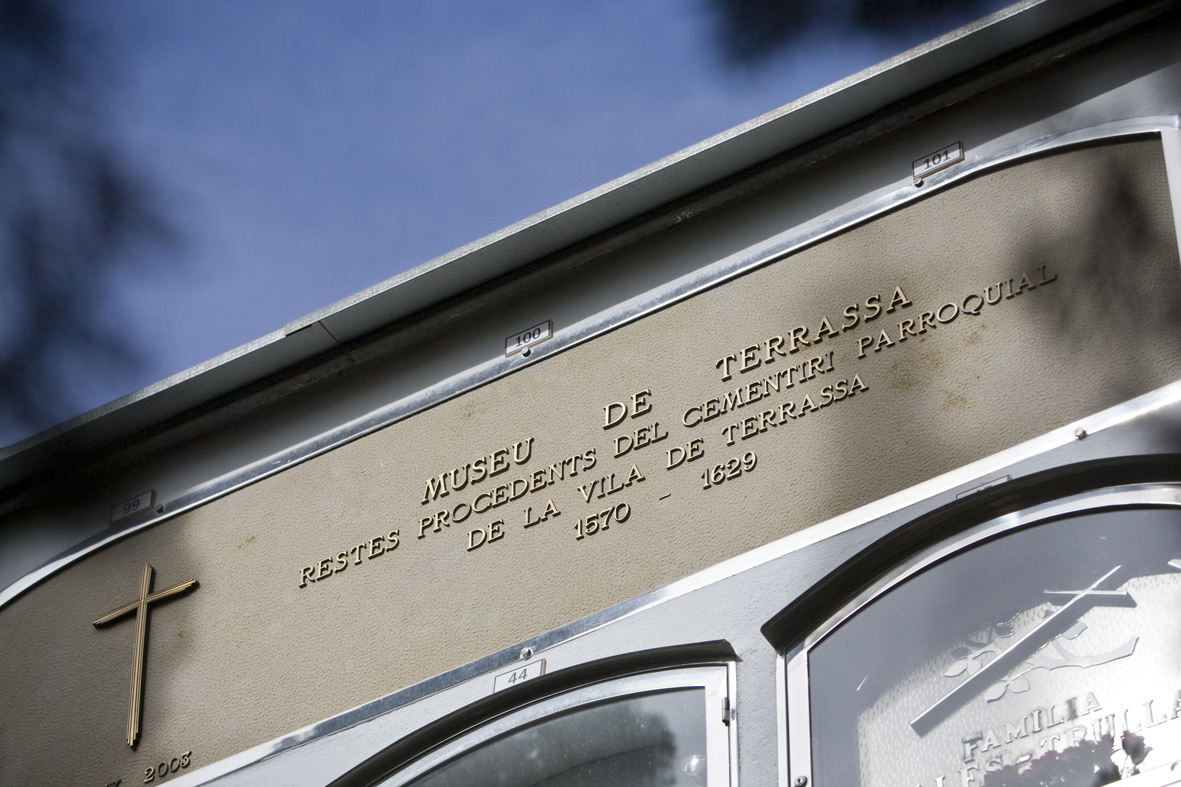 99
100
101
MUSEU DE TERRASSA
RESTES PROCEDENTS DEL CEMENTIRI PARROQUIAL
DE LA VILA DE TERRASSA
1570 - 1629
2003
44
FAMILIA